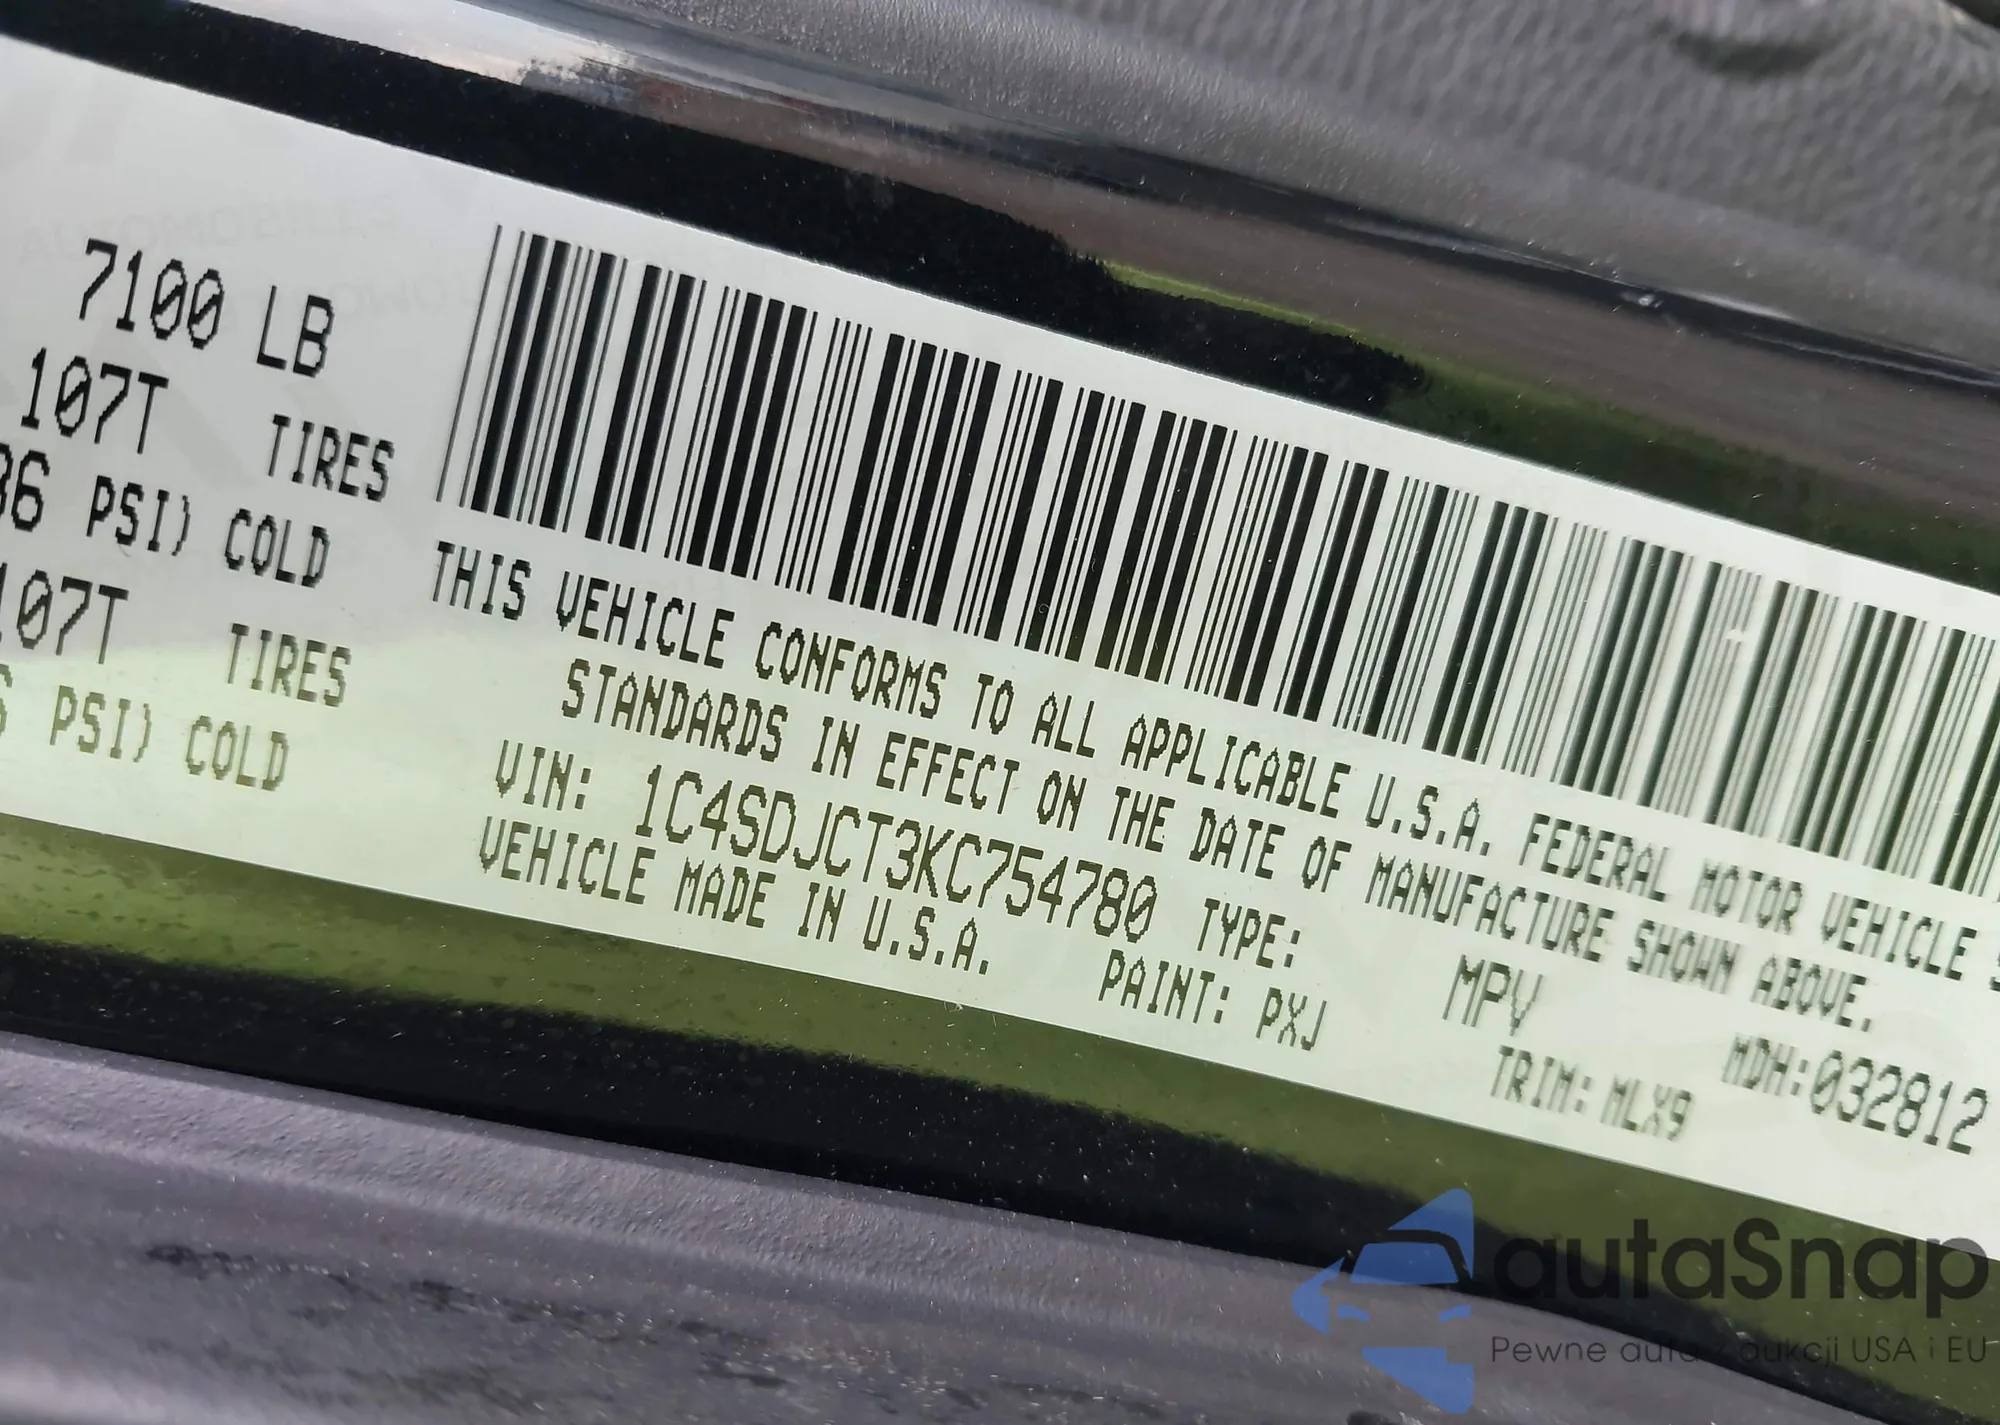 7100 LB
107T TIRES
36 PSI) COLD
107T TIRES
PSI) COLD
THIS VEHICLE CONFORMS TO ALL APPLICABLE U.S.A. FEDERAL MOTOR VEHICLE
STANDARDS IN EFFECT ON THE DATE OF MANUFACTURE SHOWN ABOVE.
VIN: 1C4SDJCT3KC754780 TYPE: MPV MDH:032812
VEHICLE MADE IN U.S.A. PAINT: PXJ TRIM: MLX9
autaSnap
Pewne auta z aukcji USA i EU